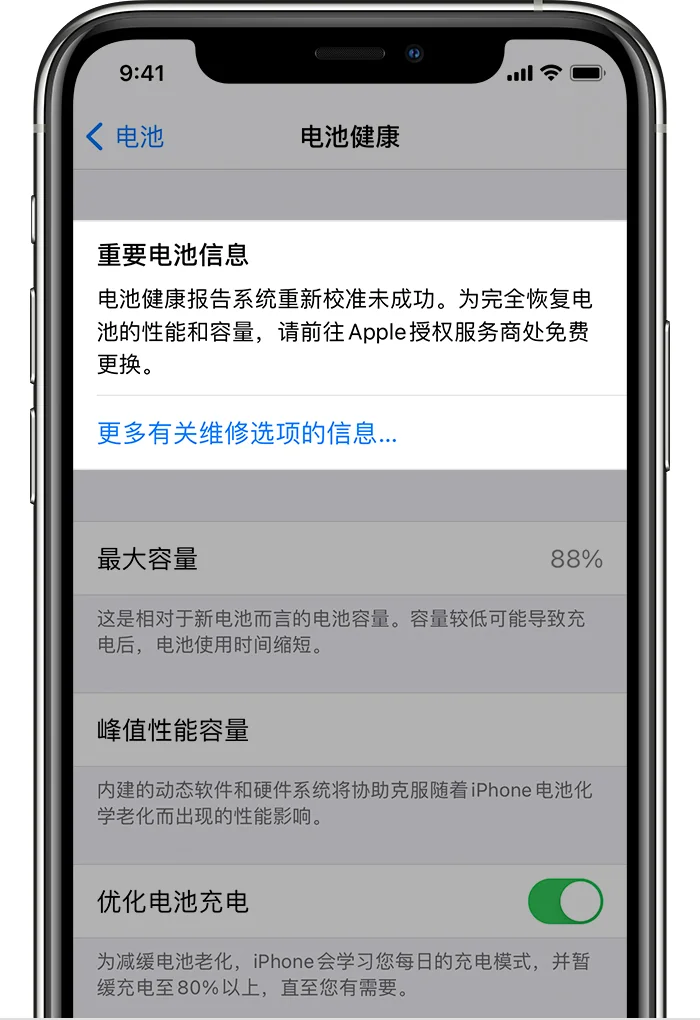 9:41
电池
电池健康
重要电池信息
电池健康报告系统重新校准未成功。为完全恢复电
池的性能和容量，请前往Apple授权服务商处免费
更换。
更多有关维修选项的信息...
最大容量
88%
这是相对于新电池而言的电池容量。容量较低可能导致充
电后，电池使用时间缩短。
峰值性能容量
内建的动态软件和硬件系统将协助克服随着iPhone电池化
学老化而出现的性能影响。
优化电池充电
为减缓电池老化，iPhone会学习您每日的充电模式，并暂
缓充电至80%以上，直至您有需要。